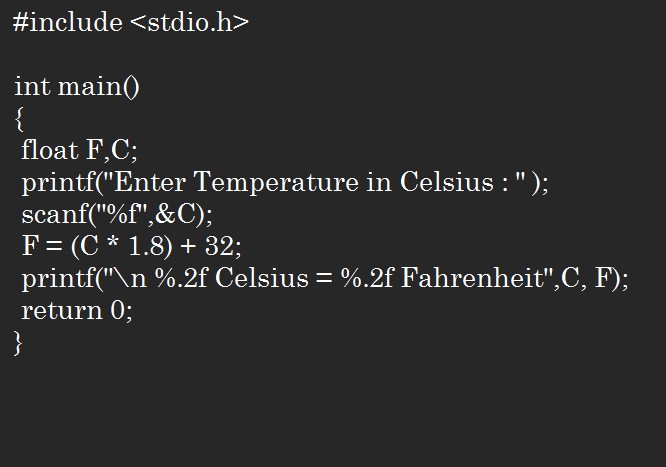 #include <stdio.h>
int main()
{
float F,C;
printf("Enter Temperature in Celsius : " );
scanf("%f",&C);
F = (C * 1.8) + 32;
printf("\n %.2f Celsius = %.2f Fahrenheit",C, F);
return 0;
}